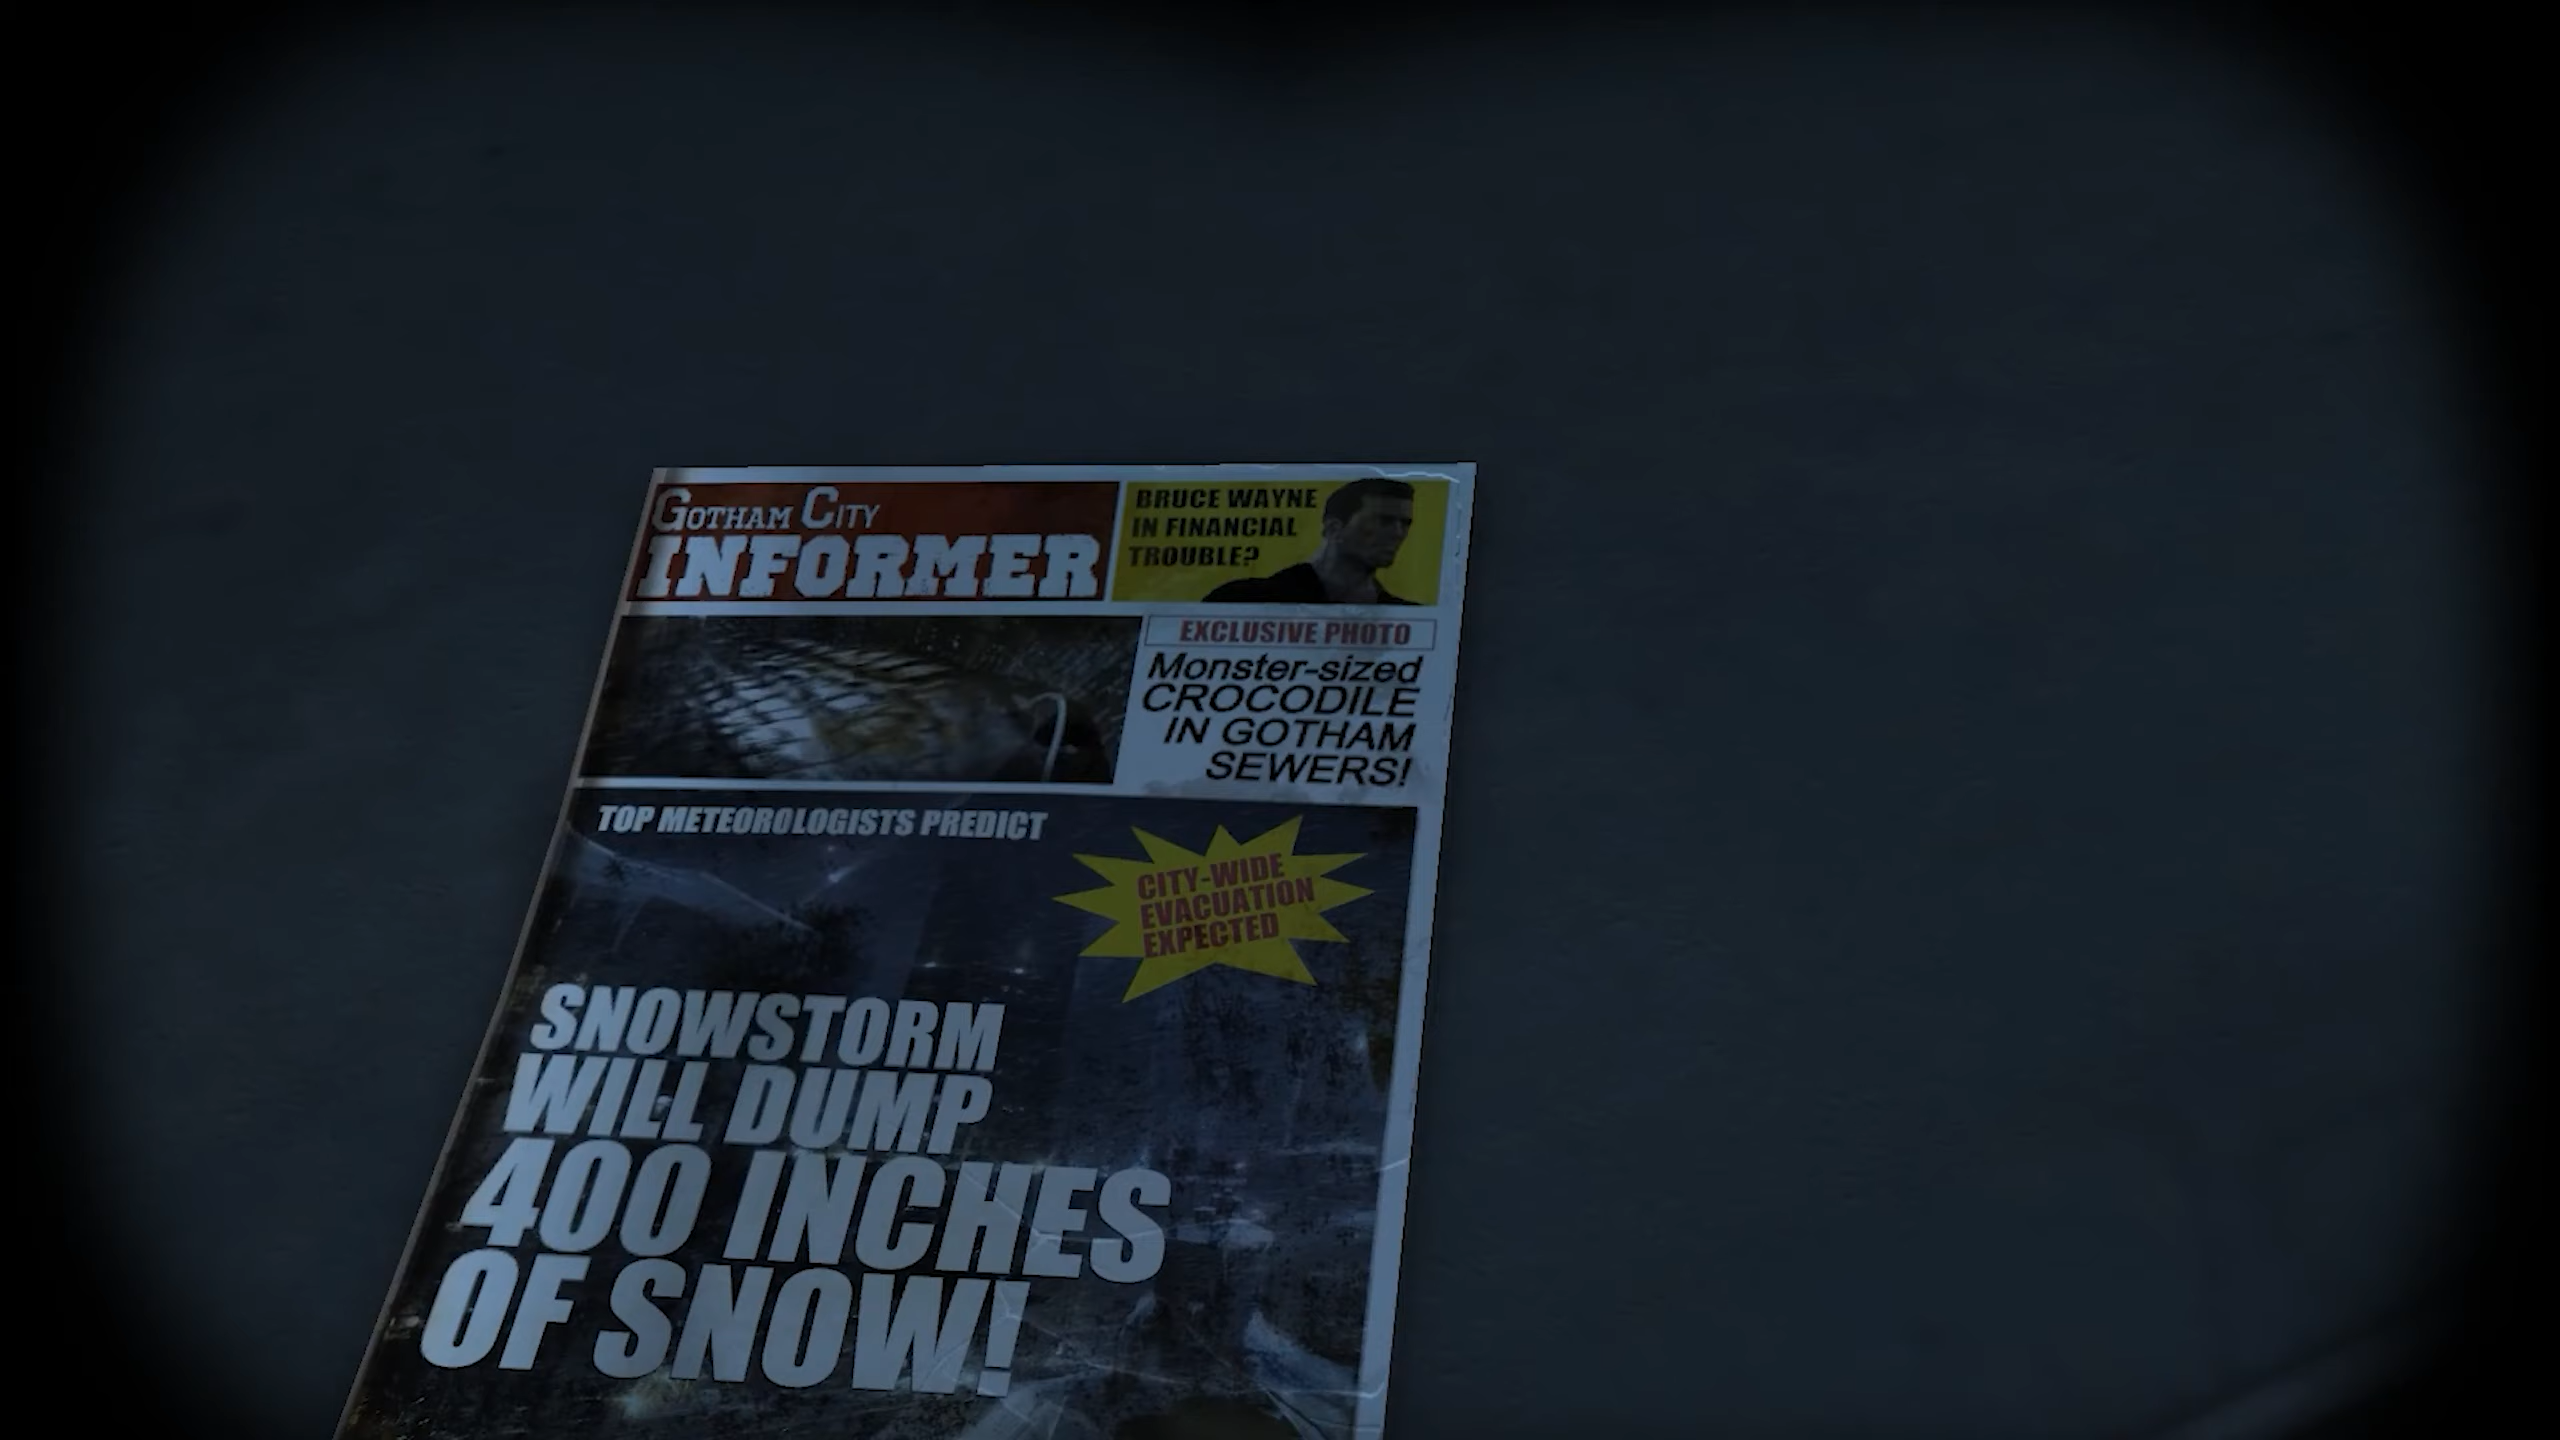 GOTHAM CITY
INFORMER
BRUCE WAYNE
IN FINANCIAL
TROUBLE?
EXCLUSIVE PHOTO
Monster-sized
CROCODILE
IN GOTHAM
SEWERS!
TOP METEOROLOGISTS PREDICT
CITY-WIDE
EVACUATION
EXPECTED
SNOWSTORM
WILL DUMP
400 INCHES
OF SNOW!